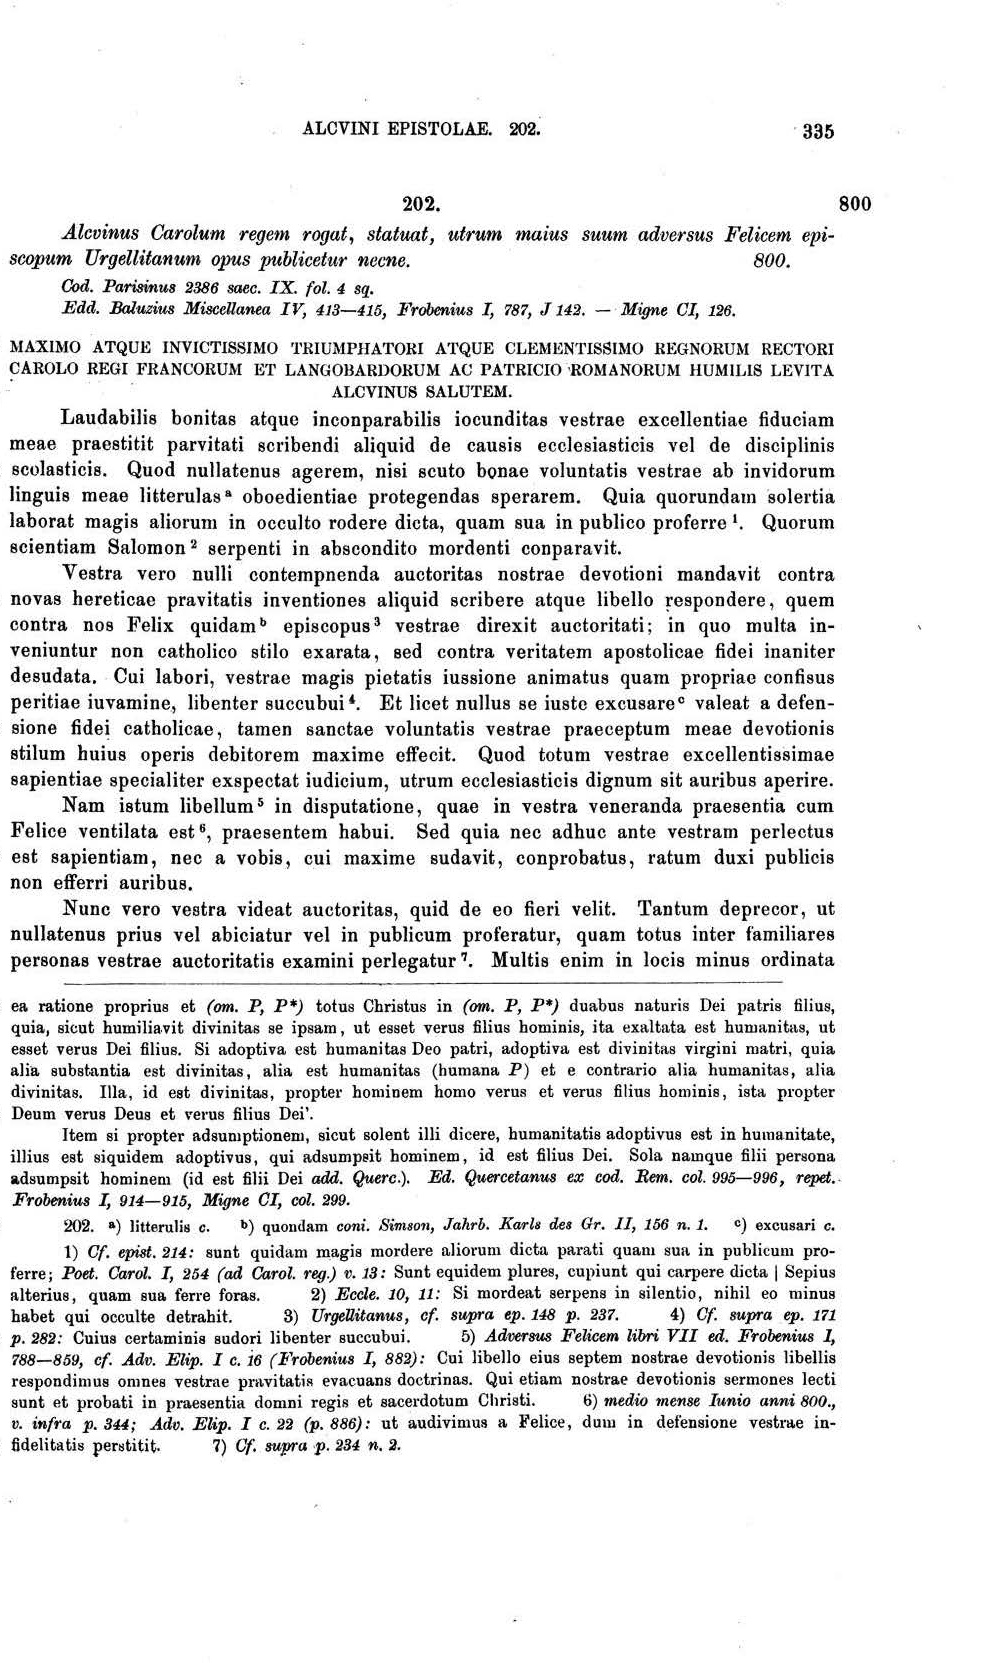 ALCVINI EPISTOLAE. 202. 335
202. 800
Alcvinus Carolum regem rogat, statuat, utrum maius suum adversus Felicem epi-
scopum Urgellitanum opus publicetur necne. 800.
Cod. Parisinus 2386 saec. IX. fol. 4 sq.
Edd. Baluzius Miscellanea IV, 413—415, Frobenius I, 787, J 142. — Migne CI, 126.
MAXIMO ATQUE INVICTISSIMO TRIUMPHATORI ATQUE CLEMENTISSIMO REGNORUM RECTORI
CAROLO REGI FRANCORUM ET LANGOBARDORUM AC PATRICIO ROMANORUM HUMILIS LEVITA
ALCVINUS SALUTEM.
Laudabilis bonitas atque inconparabilis iocunditas vestrae excellentiae fiduciam
meae praestitit parvitati scribendi aliquid de causis ecclesiasticis vel de disciplinis
scolasticis. Quod nullatenus agerem, nisi scuto bonae voluntatis vestrae ab invidorum
linguis meae litterulas ᵃ oboedientiae protegendas sperarem. Quia quorundam solertia
laborat magis aliorum in occulto rodere dicta, quam sua in publico proferre ¹. Quorum
scientiam Salomon ² serpenti in abscondito mordenti conparavit.
Vestra vero nulli contempnenda auctoritas nostrae devotioni mandavit contra
novas hereticae pravitatis inventiones aliquid scribere atque libello respondere, quem
contra nos Felix quidam ᵇ episcopus ³ vestrae direxit auctoritati; in quo multa in-
veniuntur non catholico stilo exarata, sed contra veritatem apostolicae fidei inaniter
desudata. Cui labori, vestrae magis pietatis iussione animatus quam propriae confisus
peritiae iuvamine, libenter succubui ⁴. Et licet nullus se iuste excusare ᶜ valeat a defen-
sione fidei catholicae, tamen sanctae voluntatis vestrae praeceptum meae devotionis
stilum huius operis debitorem maxime effecit. Quod totum vestrae excellentissimae
sapientiae specialiter exspectat iudicium, utrum ecclesiasticis dignum sit auribus aperire.
Nam istum libellum ⁵ in disputatione, quae in vestra veneranda praesentia cum
Felice ventilata est ⁶, praesentem habui. Sed quia nec adhuc ante vestram perlectus
est sapientiam, nec a vobis, cui maxime sudavit, conprobatus, ratum duxi publicis
non efferri auribus.
Nunc vero vestra videat auctoritas, quid de eo fieri velit. Tantum deprecor, ut
nullatenus prius vel abiciatur vel in publicum proferatur, quam totus inter familiares
personas vestrae auctoritatis examini perlegatur ⁷. Multis enim in locis minus ordinata
ea ratione proprius et (om. P, P*) totus Christus in (om. P, P*) duabus naturis Dei patris filius,
quia, sicut humiliavit divinitas se ipsam, ut esset verus filius hominis, ita exaltata est humanitas, ut
esset verus Dei filius. Si adoptiva est humanitas Deo patri, adoptiva est divinitas virgini matri, quia
alia substantia est divinitas, alia est humanitas (humana P) et e contrario alia humanitas, alia
divinitas. Illa, id est divinitas, propter hominem homo verus et verus filius hominis, ista propter
Deum verus Deus et verus filius Dei'.
Item si propter adsumptionem, sicut solent illi dicere, humanitatis adoptivus est in humanitate,
illius est siquidem adoptivus, qui adsumpsit hominem, id est filius Dei. Sola namque filii persona
adsumpsit hominem (id est filii Dei add. Querc.). Ed. Quercetanus ex cod. Rem. col. 995—996, repet.
Frobenius I, 914—915, Migne CI, col. 299.
202. ᵃ) litterulis c. ᵇ) quondam coni. Simson, Jahrb. Karls des Gr. II, 156 n. 1. ᶜ) excusari c.
1) Cf. epist. 214: sunt quidam magis mordere aliorum dicta parati quam sua in publicum pro-
ferre; Poet. Carol. I, 254 (ad Carol. reg.) v. 13: Sunt equidem plures, cupiunt qui carpere dicta | Sepius
alterius, quam sua ferre foras. 2) Eccle. 10, 11: Si mordeat serpens in silentio, nihil eo minus
habet qui occulte detrahit. 3) Urgellitanus, cf. supra ep. 148 p. 237. 4) Cf. supra ep. 171
p. 282: Cuius certaminis sudori libenter succubui. 5) Adversus Felicem libri VII ed. Frobenius I,
788—859, cf. Adv. Elip. I c. 16 (Frobenius I, 882): Cui libello eius septem nostrae devotionis libellis
respondimus omnes vestrae pravitatis evacuans doctrinas. Qui etiam nostrae devotionis sermones lecti
sunt et probati in praesentia domni regis et sacerdotum Christi. 6) medio mense Iunio anni 800.,
v. infra p. 344; Adv. Elip. I c. 22 (p. 886): ut audivimus a Felice, dum in defensione vestrae in-
fidelitatis perstitit. 7) Cf. supra p. 234 n. 2.